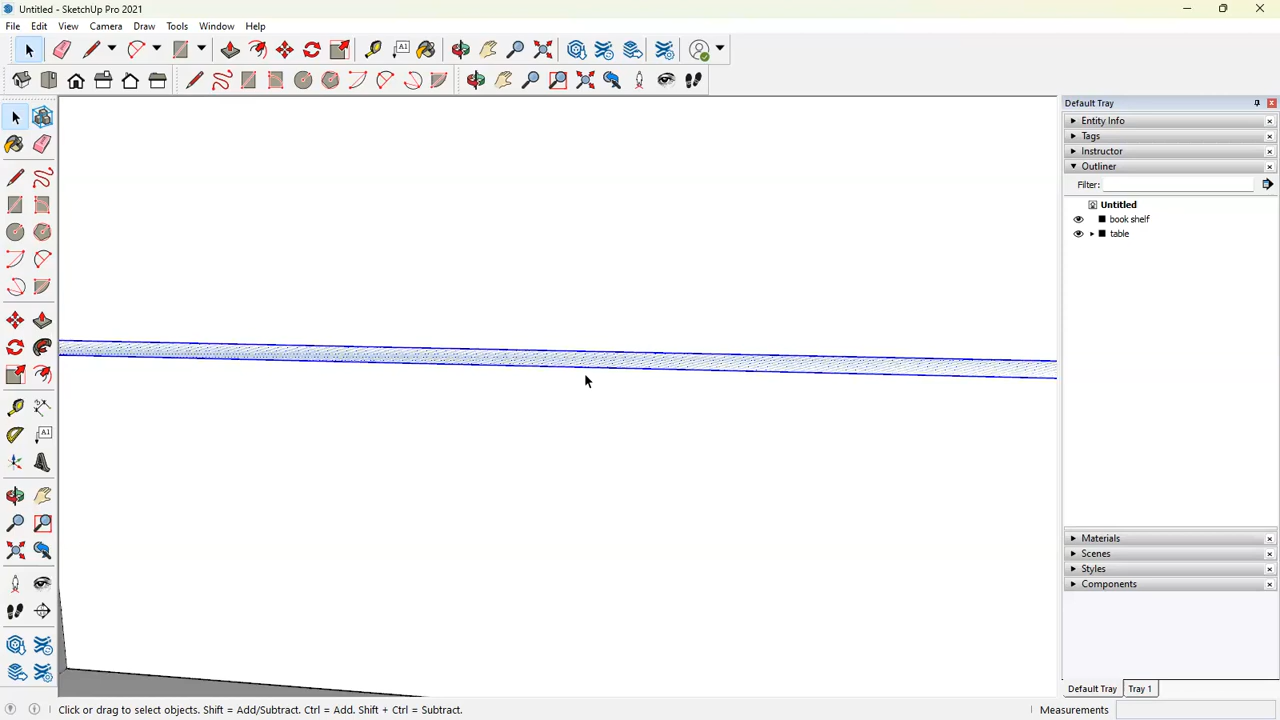 Untitled - SketchUp Pro 2021
File Edit View Camera Draw Tools Window Help
A1
Default Tray
Entity Info
Tags
Instructor
Outliner
Filter:
Untitled
book shelf
table
A1
Materials
Scenes
Styles
Components
Default Tray Tray 1
Click or drag to select objects. Shift = Add/Subtract. Ctrl = Add. Shift + Ctrl = Subtract. Measurements